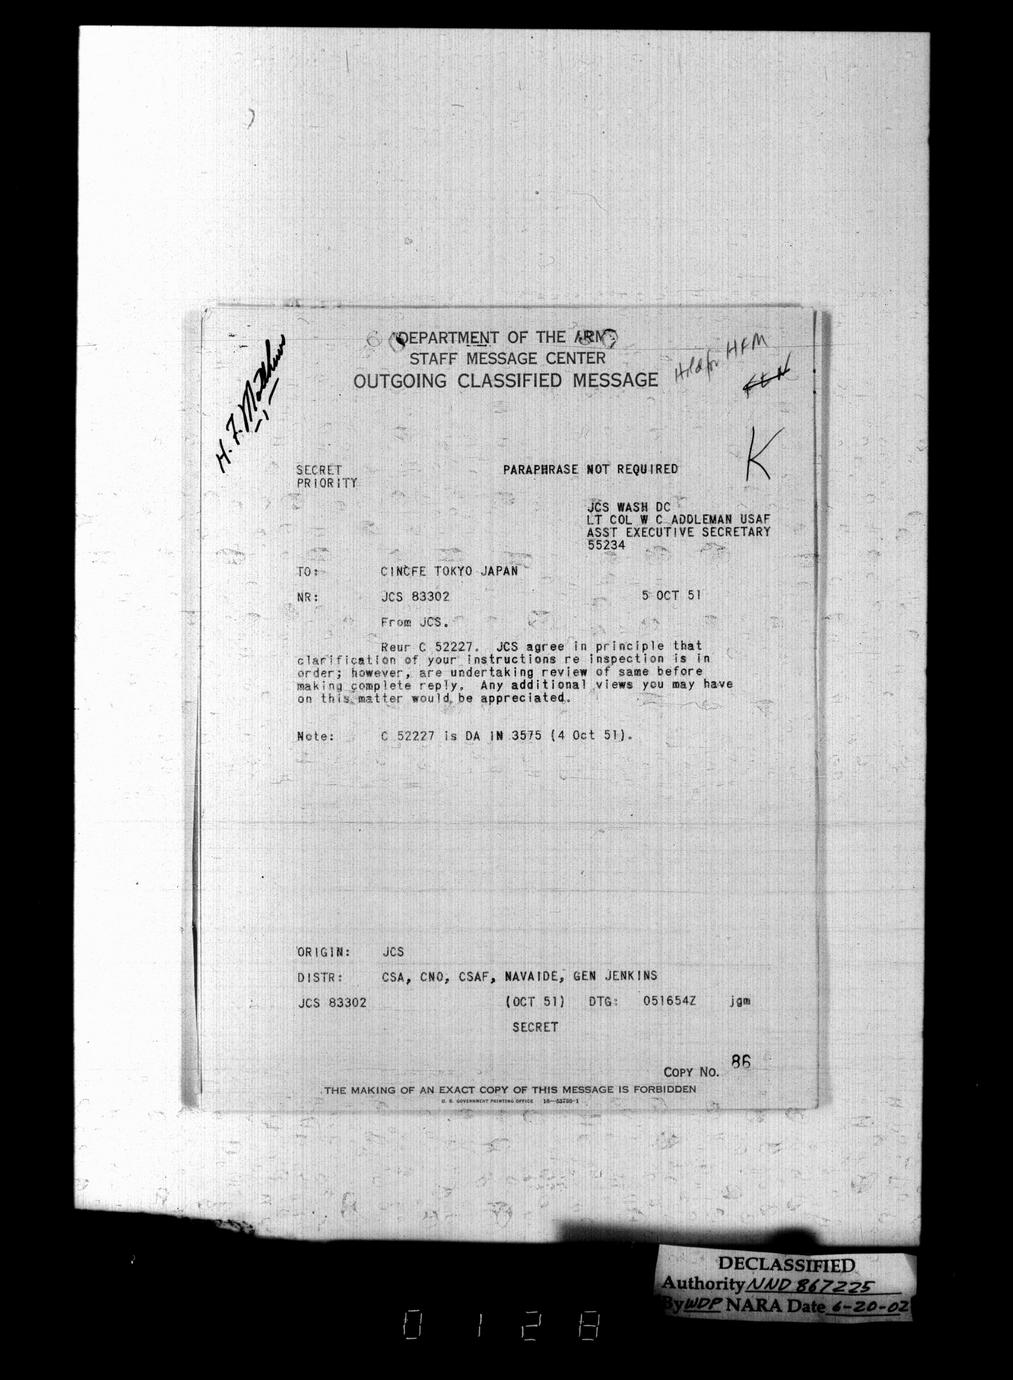 DEPARTMENT OF THE ARMY
STAFF MESSAGE CENTER
OUTGOING CLASSIFIED MESSAGE
H. F. Matthews
HFM
K
SECRET PARAPHRASE NOT REQUIRED
PRIORITY
JCS WASH DC
LT COL W C ADDLEMAN USAF
ASST EXECUTIVE SECRETARY
55234
TO: CINCFE TOKYO JAPAN
NR: JCS 83302 5 OCT 51
From JCS.
Reur C 52227. JCS agree in principle that
clarification of your instructions re inspection is in
order; however, are undertaking review of same before
making complete reply. Any additional views you may have
on this matter would be appreciated.
Note: C 52227 is DA IN 3575 (4 Oct 51).
ORIGIN: JCS
DISTR: CSA, CNO, CSAF, NAVAIDE, GEN JENKINS
JCS 83302 (OCT 51) DTG: 051654Z jgm
SECRET
COPY NO. 86
THE MAKING OF AN EXACT COPY OF THIS MESSAGE IS FORBIDDEN
U. S. GOVERNMENT PRINTING OFFICE
DECLASSIFIED
Authority NND 867225
By WDP NARA Date 6-20-02
0128